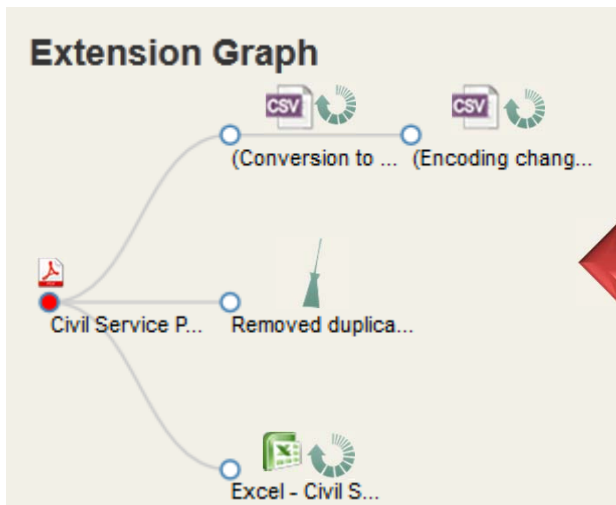 Extension Graph
CSV
CSV
(Conversion to ...
(Encoding chang...
Civil Service P...
Removed duplica...
Excel - Civil S...